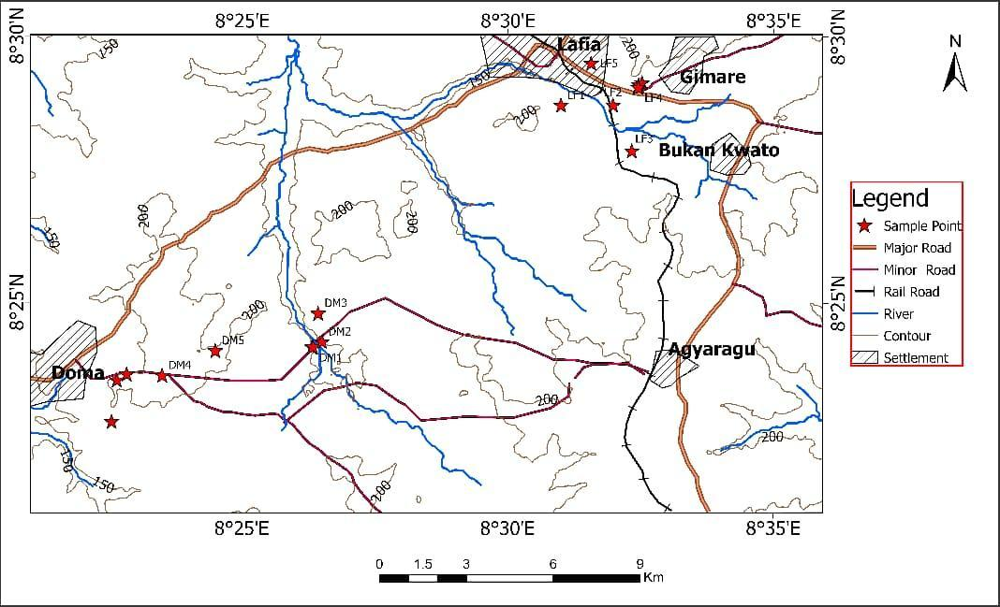 8°25'E 8°30'E 8°35'E
8°30'N
8°30'N
N
150
Lafia
200
LF5
Gimare
150
LF1
F2
LF4
200
LF3
Bukan Kwato
200
200
200
150
Legend
Sample Point
Major Road
Minor Road
Rail Road
River
Contour
Settlement
8°25'N
8°25'N
200
DM3
DM2
DM5
DM1
Agyaragu
Doma
DM4
200
200
150
150
200
8°25'E 8°30'E 8°35'E
0 1.5 3 6 9
Km